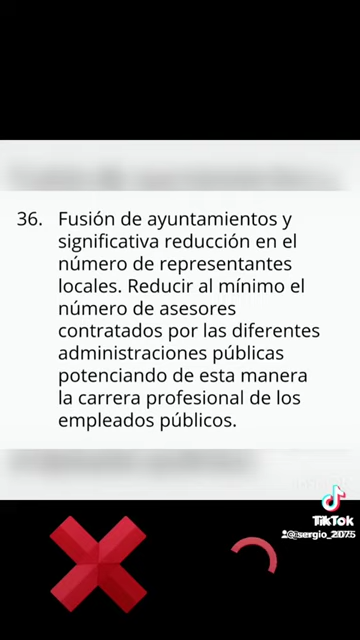 36. Fusión de ayuntamientos y
significativa reducción en el
número de representantes
locales. Reducir al mínimo el
número de asesores
contratados por las diferentes
administraciones públicas
potenciando de esta manera
la carrera profesional de los
empleados públicos.
TikTok
@sergio_2075